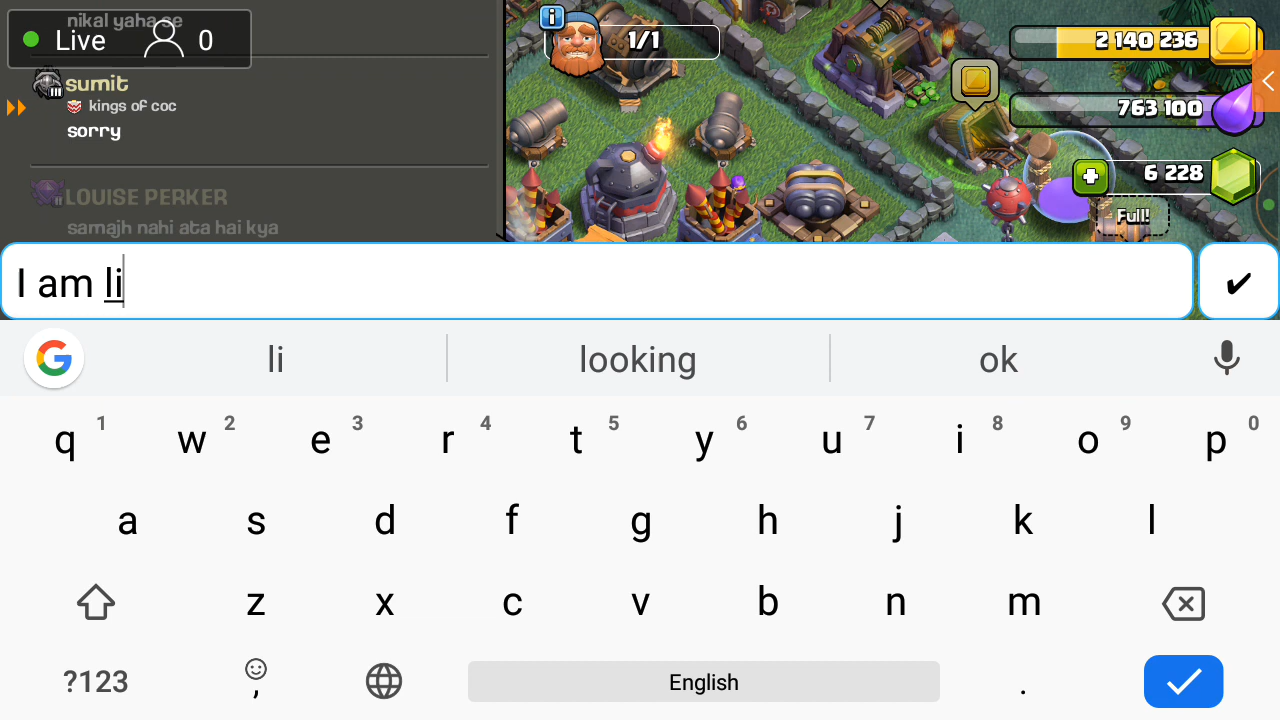 nikal yaha se
Live 0
sumit
kings of coc
sorry
LOUISE PERKER
samajh nahi ata hai kya
i
1/1
2 140 236
763 100
6 228
Full!
I am li
li looking ok
q 1 w 2 e 3 r 4 t 5 y 6 u 7 i 8 o 9 p 0
a s d f g h j k l
z x c v b n m
?123 , English .